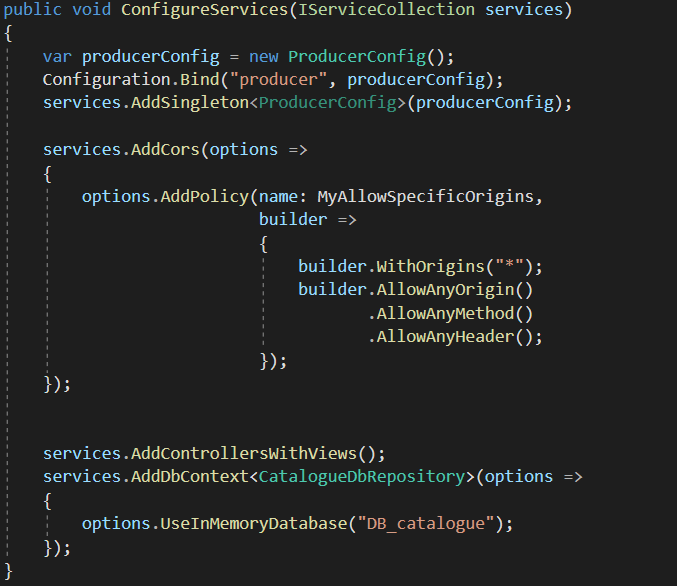 public void ConfigureServices(IServiceCollection services)
{
    var producerConfig = new ProducerConfig();
    Configuration.Bind("producer", producerConfig);
    services.AddSingleton<ProducerConfig>(producerConfig);

    services.AddCors(options =>
    {
        options.AddPolicy(name: MyAllowSpecificOrigins,
                          builder =>
                          {
                              builder.WithOrigins("*");
                              builder.AllowAnyOrigin()
                                     .AllowAnyMethod()
                                     .AllowAnyHeader();
                          });
    });


    services.AddControllersWithViews();
    services.AddDbContext<CatalogueDbRepository>(options =>
    {
        options.UseInMemoryDatabase("DB_catalogue");
    });
}